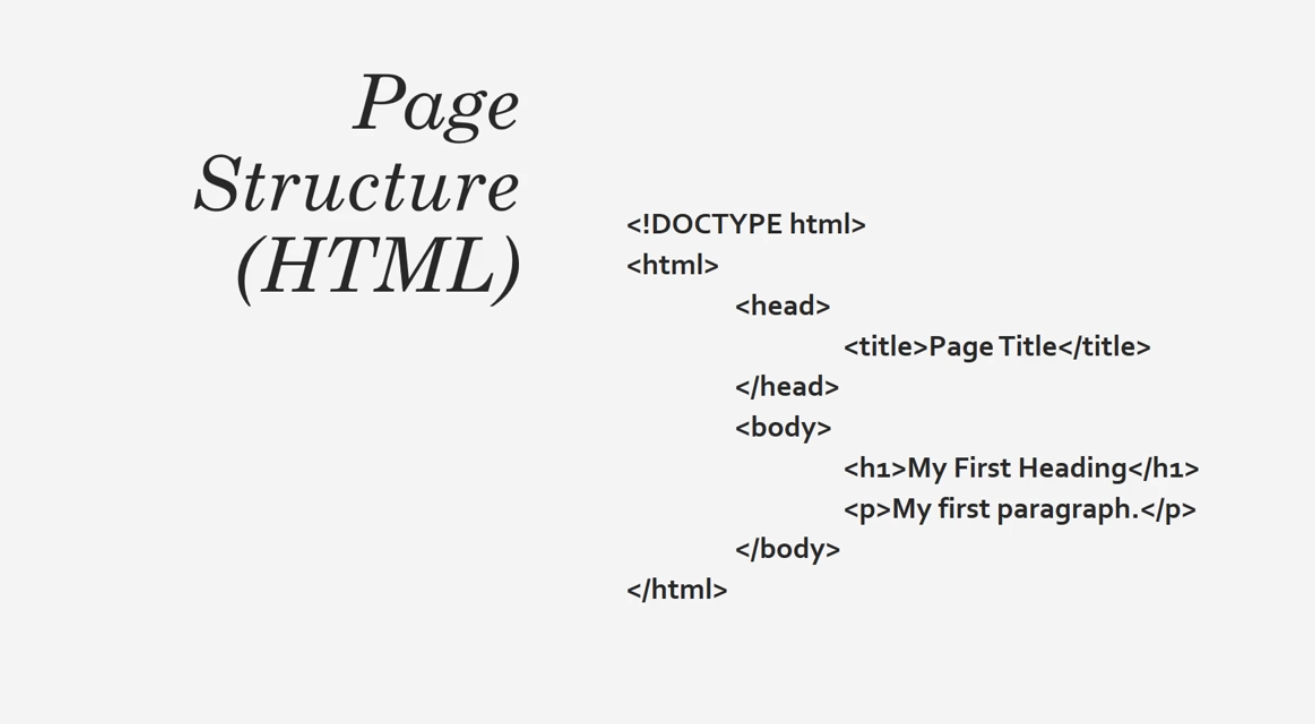 Page
Structure
(HTML)
<!DOCTYPE html>
<html>
<head>
<title>Page Title</title>
</head>
<body>
<h1>My First Heading</h1>
<p>My first paragraph.</p>
</body>
</html>